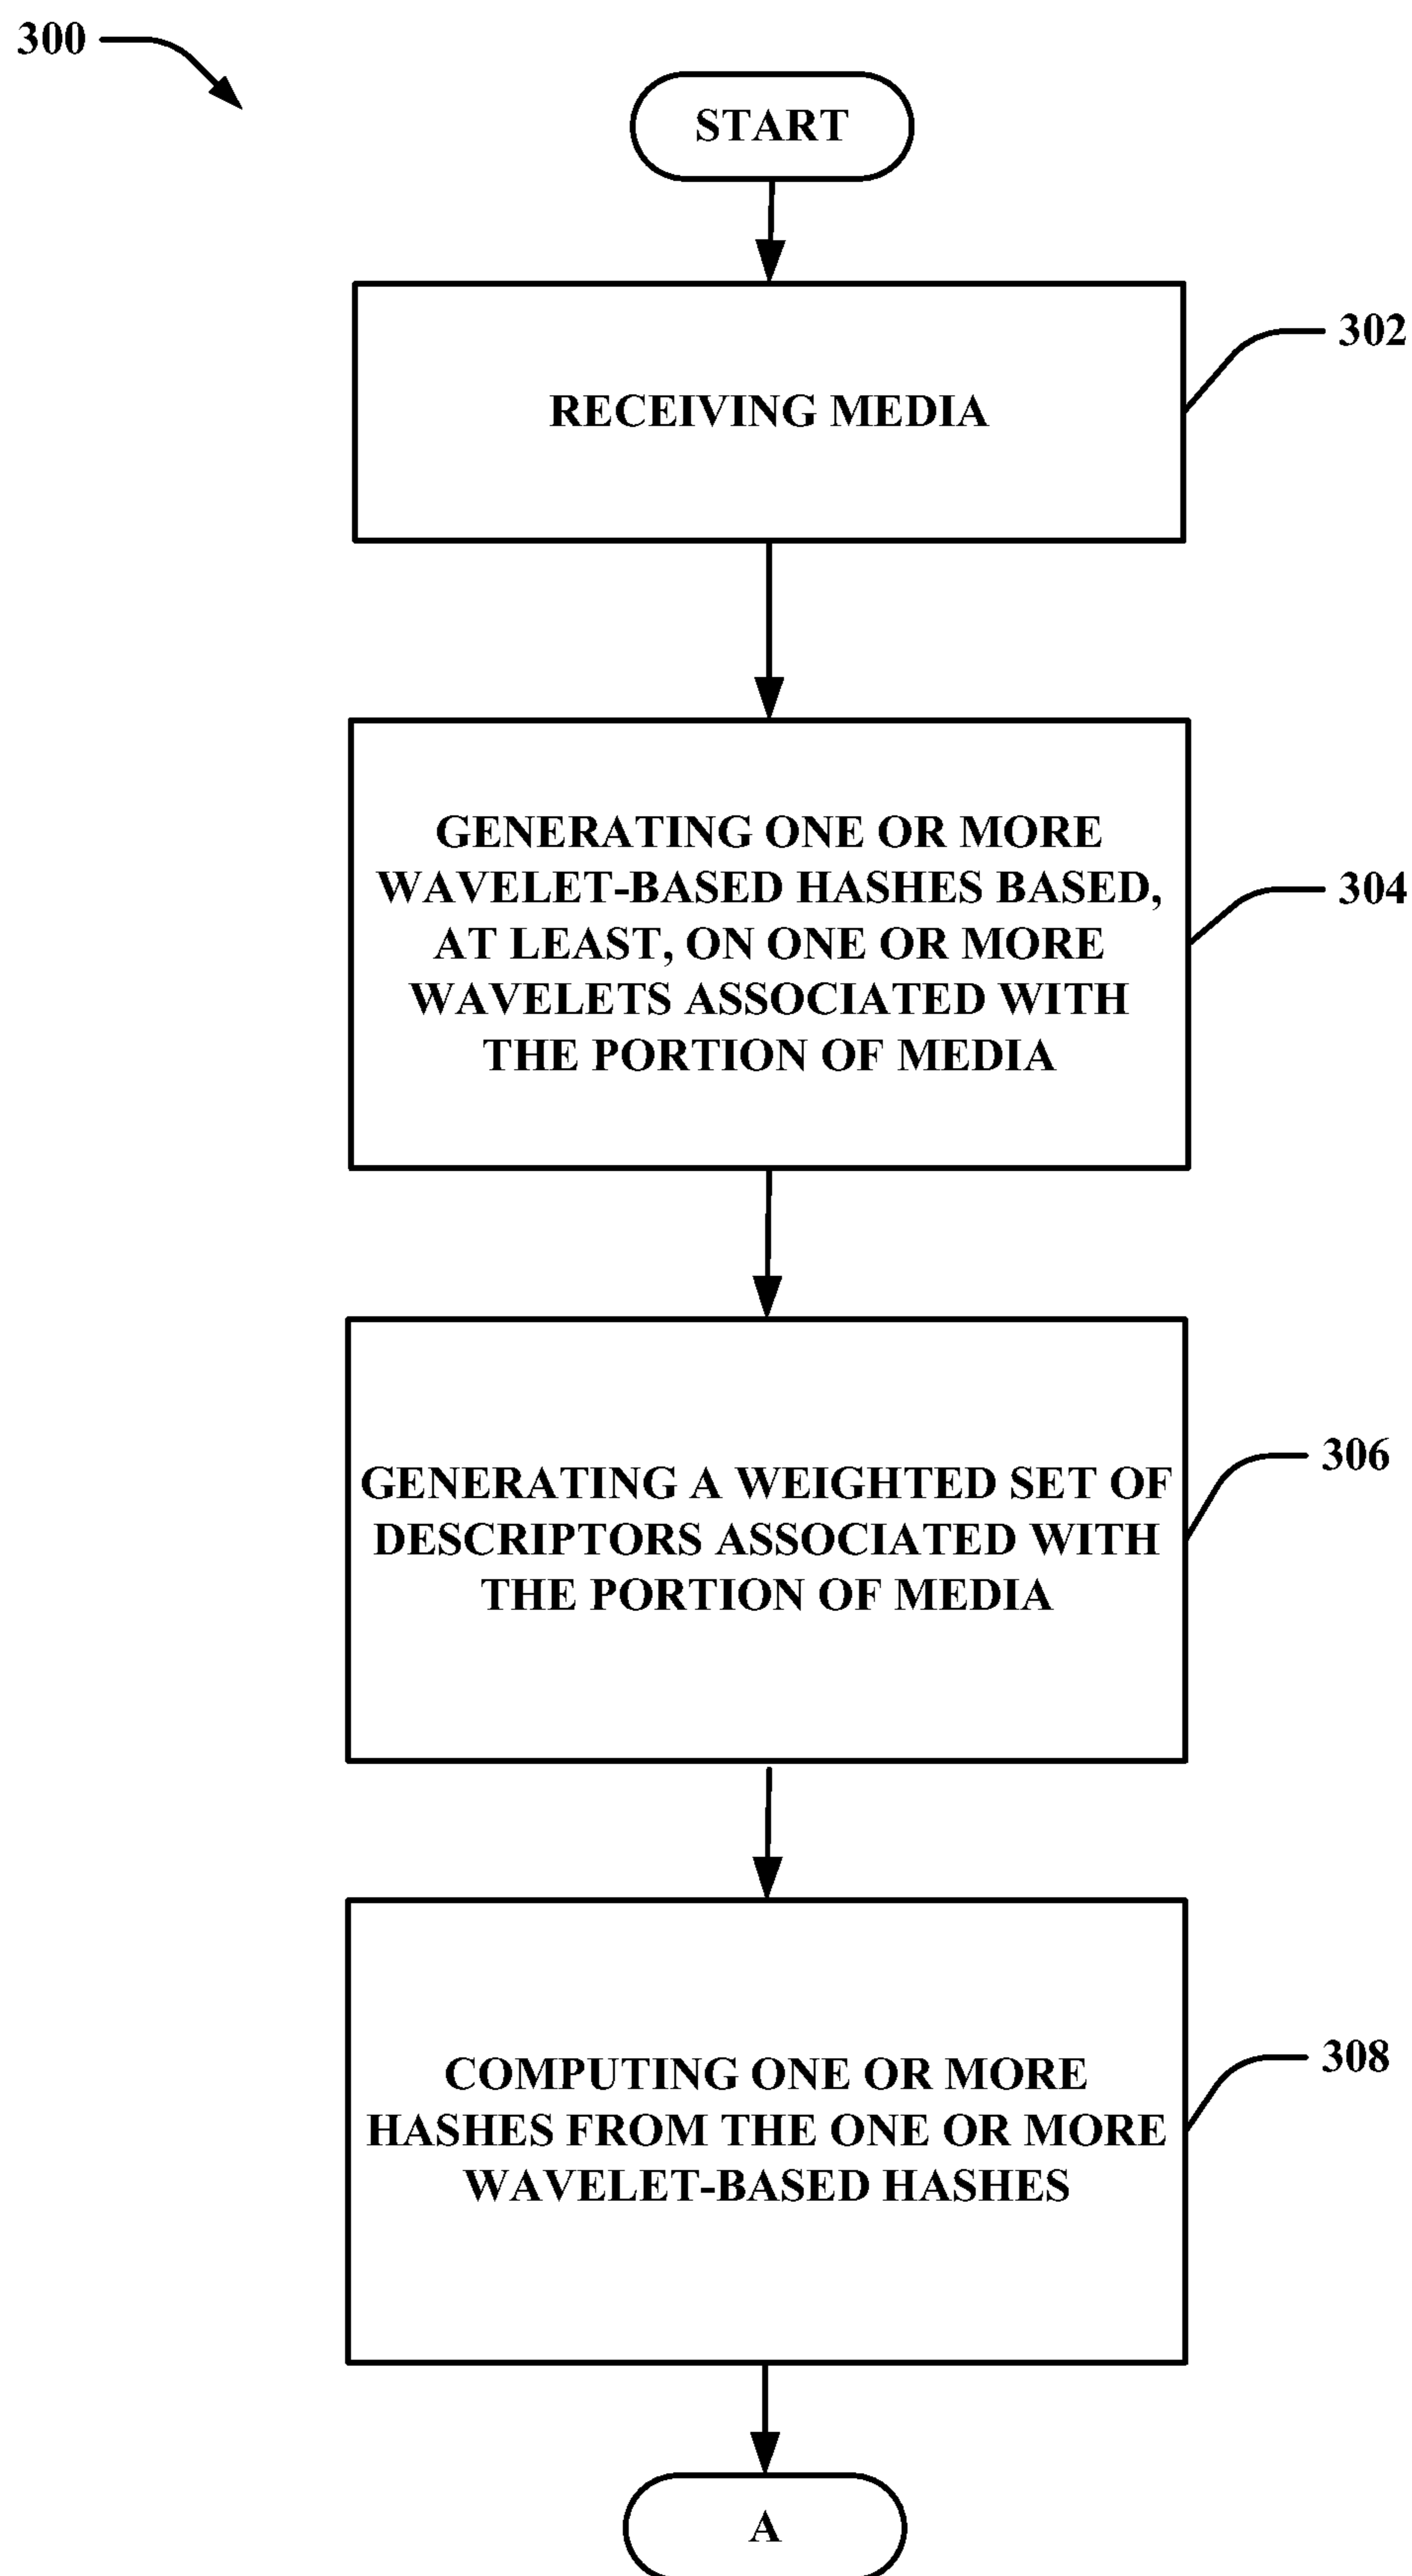 300
START
RECEIVING MEDIA
302
GENERATING ONE OR MORE
WAVELET-BASED HASHES BASED,
AT LEAST, ON ONE OR MORE
WAVELETS ASSOCIATED WITH
THE PORTION OF MEDIA
304
GENERATING A WEIGHTED SET OF
DESCRIPTORS ASSOCIATED WITH
THE PORTION OF MEDIA
306
COMPUTING ONE OR MORE
HASHES FROM THE ONE OR MORE
WAVELET-BASED HASHES
308
A